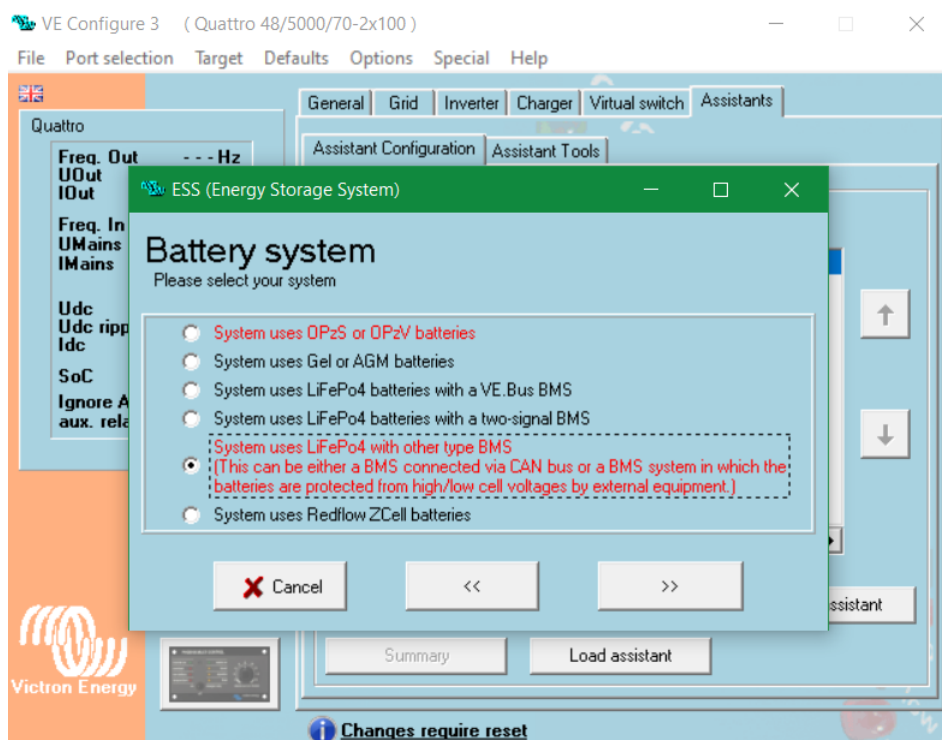 VE Configure 3 ( Quattro 48/5000/70-2x100 )
File Port selection Target Defaults Options Special Help
General Grid Inverter Charger Virtual switch Assistants
Quattro
Assistant Configuration Assistant Tools
Freq. Out - - - Hz
UOut
IOut
Freq. In
UMains
IMains
Udc
Udc ripp
Idc
SoC
Ignore A
aux. rela
ESS (Energy Storage System)
Battery system
Please select your system
System uses OPzS or OPzV batteries
System uses Gel or AGM batteries
System uses LiFePo4 batteries with a VE.Bus BMS
System uses LiFePo4 batteries with a two-signal BMS
System uses LiFePo4 with other type BMS
(This can be either a BMS connected via CAN bus or a BMS system in which the
batteries are protected from high/low cell voltages by external equipment.)
System uses Redflow ZCell batteries
Cancel << >>
ssistant
Summary Load assistant
Victron Energy
Changes require reset